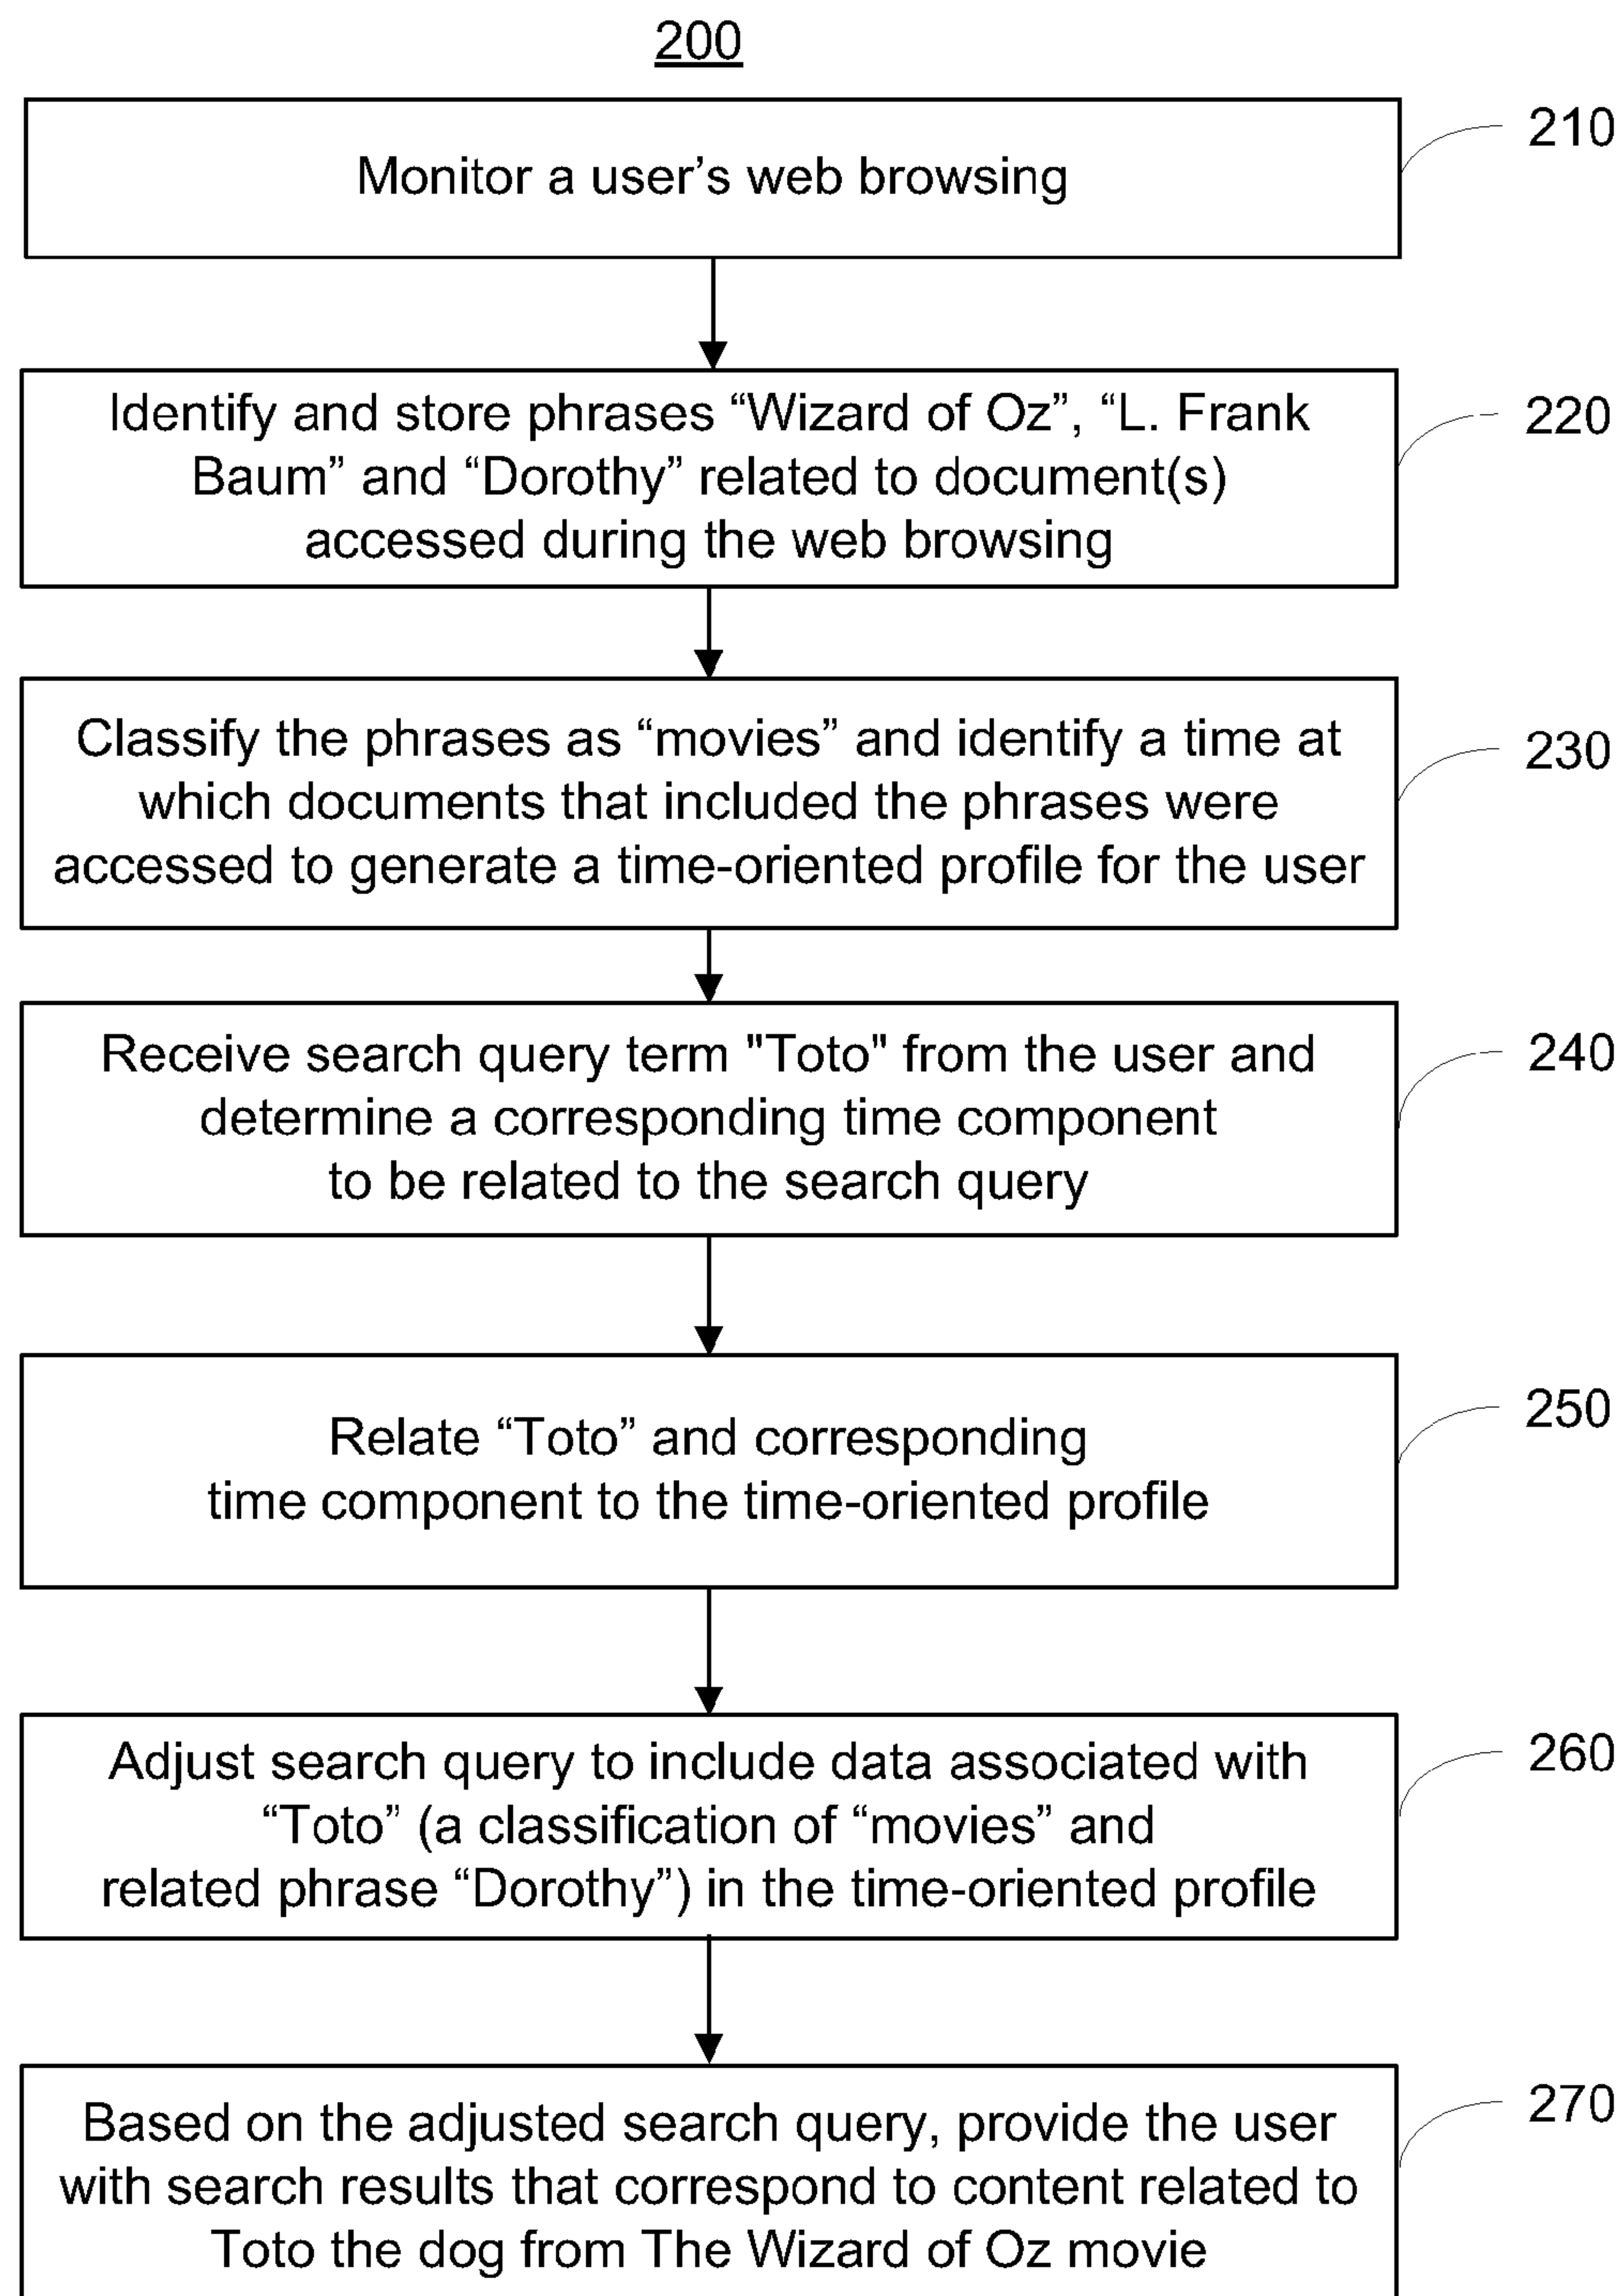 200
Monitor a user’s web browsing
210
Identify and store phrases “Wizard of Oz”, “L. Frank
Baum” and “Dorothy” related to document(s)
accessed during the web browsing
220
Classify the phrases as “movies” and identify a time at
which documents that included the phrases were
accessed to generate a time-oriented profile for the user
230
Receive search query term "Toto" from the user and
determine a corresponding time component
to be related to the search query
240
Relate “Toto” and corresponding
time component to the time-oriented profile
250
Adjust search query to include data associated with
“Toto” (a classification of “movies” and
related phrase “Dorothy”) in the time-oriented profile
260
Based on the adjusted search query, provide the user
with search results that correspond to content related to
Toto the dog from The Wizard of Oz movie
270